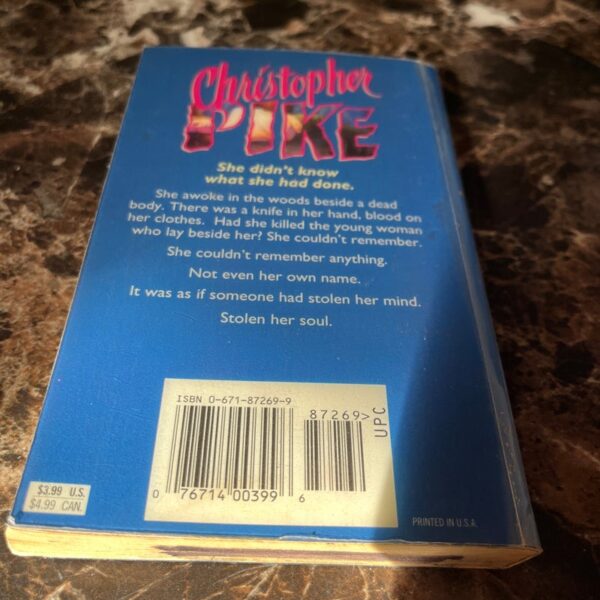 Christopher
PIKE
She didn't know
what she had done.
She awoke in the woods beside a dead
body. There was a knife in her hand, blood on
her clothes. Had she killed the young woman
who lay beside her? She couldn't remember.
She couldn't remember anything.
Not even her own name.
It was as if someone had stolen her mind.
Stolen her soul.
ISBN 0-671-87269-9
87269>
UPC
0 76714 00399 6
$3.99 U.S.
$4.99 CAN.
PRINTED IN U.S.A.